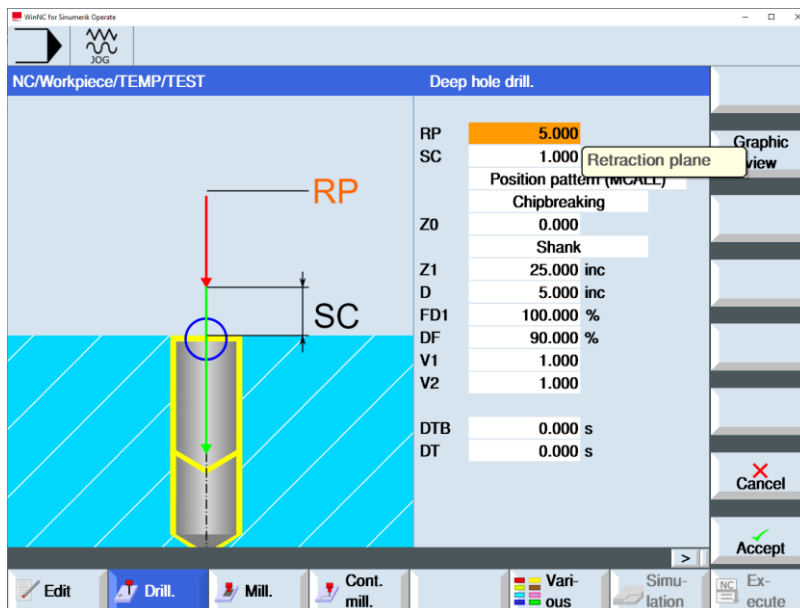 WinNC for Sinumerik Operate
JOG
NC/Workpiece/TEMP/TEST
Deep hole drill.
RP 5.000
Graphic
view
SC 1.000
Retraction plane
Position pattern (MCALL)
Chipbreaking
Z0 0.000
Shank
Z1 25.000 inc
D 5.000 inc
FD1 100.000 %
DF 90.000 %
V1 1.000
V2 1.000
DTB 0.000 s
DT 0.000 s
RP
SC
Cancel
Accept
>
Edit
Drill.
Mill.
Cont.
mill.
Vari-
ous
Simu-
lation
NC
Ex-
ecute